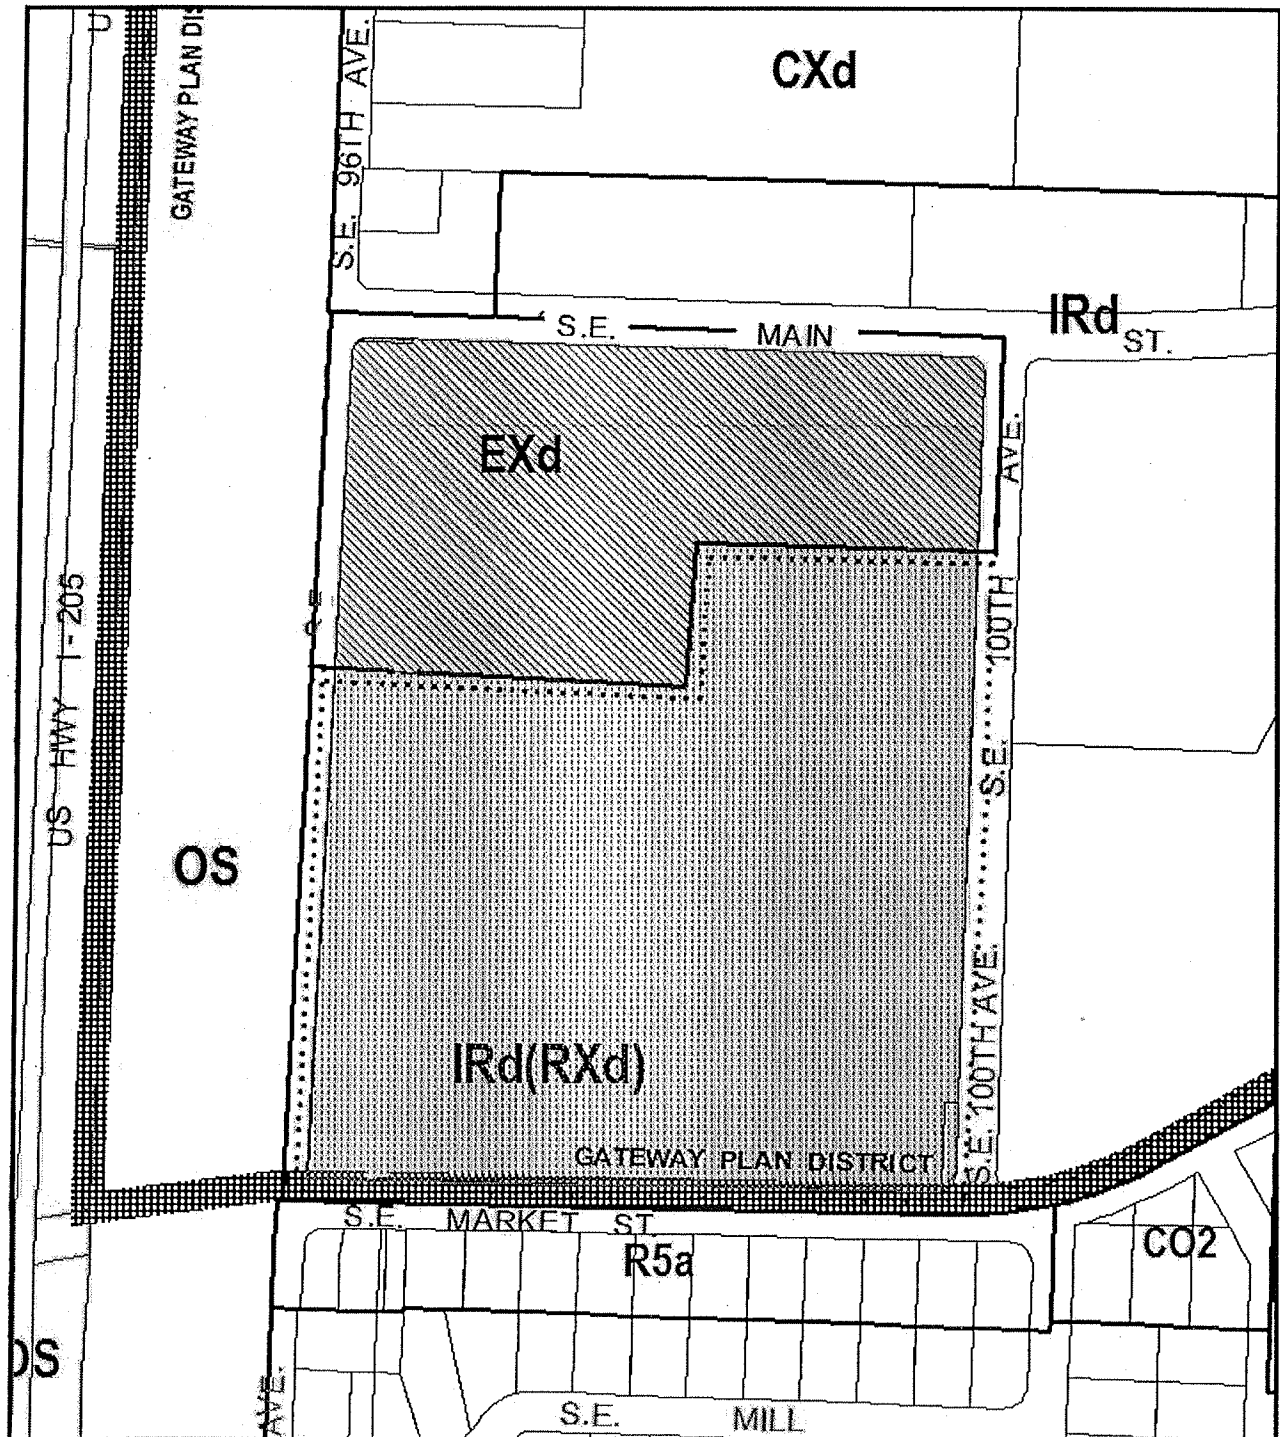 U
GATEWAY PLAN DIS
S.E. 96TH AVE.
CXd
IRd
S.E. MAIN ST.
EXd
AVE.
S.E. 100TH
US HWY I-205
OS
IRd(RXd)
S.E. 100TH AVE.
GATEWAY PLAN DISTRICT
S.E. MARKET ST.
R5a
CO2
OS
AVE.
S.E. MILL